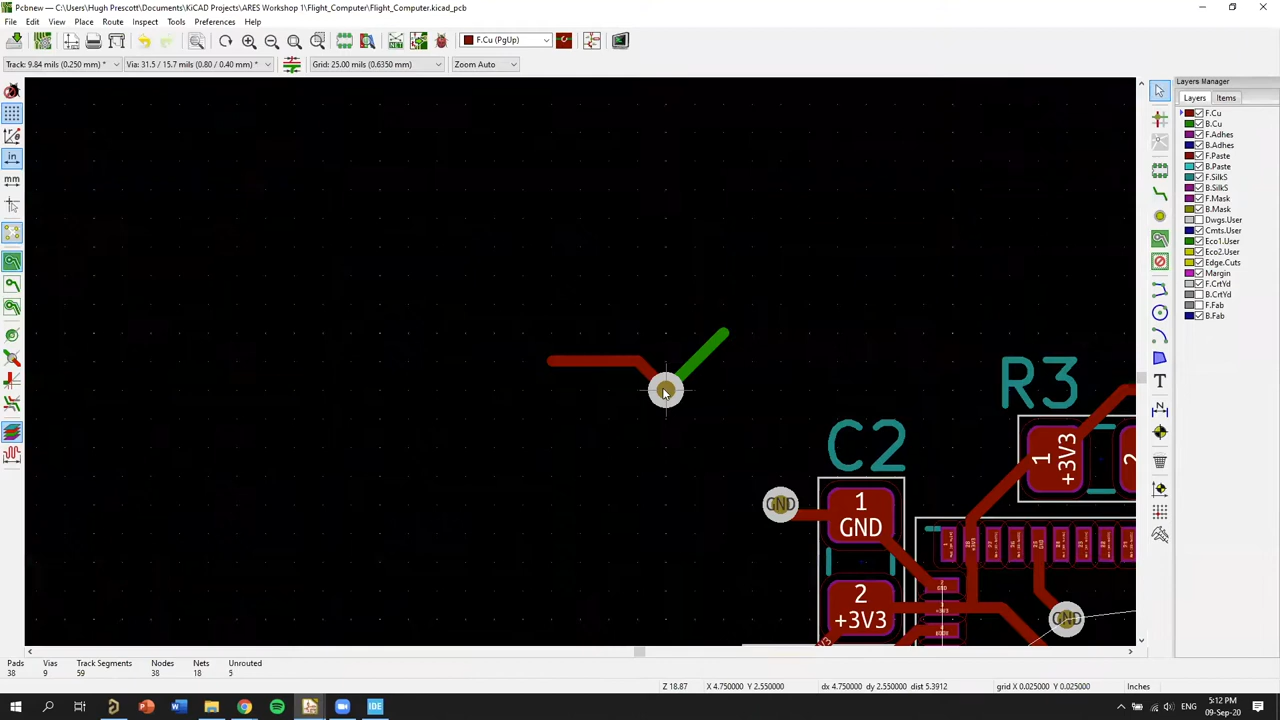 Pcbnew — C:\Users\Hugh Prescott\Documents\KiCAD Projects\ARES Workshop 1\Flight_Computer\Flight_Computer.kicad_pcb
File Edit View Place Route Inspect Tools Preferences Help
NET
F.Cu (PgUp)
Track: 9.84 mils (0.250 mm) *
Via: 31.5 / 15.7 mils (0.80 / 0.40 mm) *
Grid: 25.00 mils (0.6350 mm)
Zoom Auto
in
mm
Layers Manager
Layers
Items
F.Cu
B.Cu
F.Adhes
B.Adhes
F.Paste
B.Paste
F.SilkS
B.SilkS
F.Mask
B.Mask
Dwgs.User
Cmts.User
Eco1.User
Eco2.User
Edge.Cuts
Margin
F.CrtYd
B.CrtYd
F.Fab
B.Fab
T
R3
1
+3V3
2
C2
GND
1
GND
2
+3V3
GND
Pads
38
Vias
9
Track Segments
59
Nodes
38
Nets
18
Unrouted
5
Z 18.87
X 4.750000 Y 2.550000
dx 4.750000 dy 2.550000 dist 5.3912
grid X 0.025000 Y 0.025000
Inches
IDE
ENG
5:12 PM
09-Sep-20